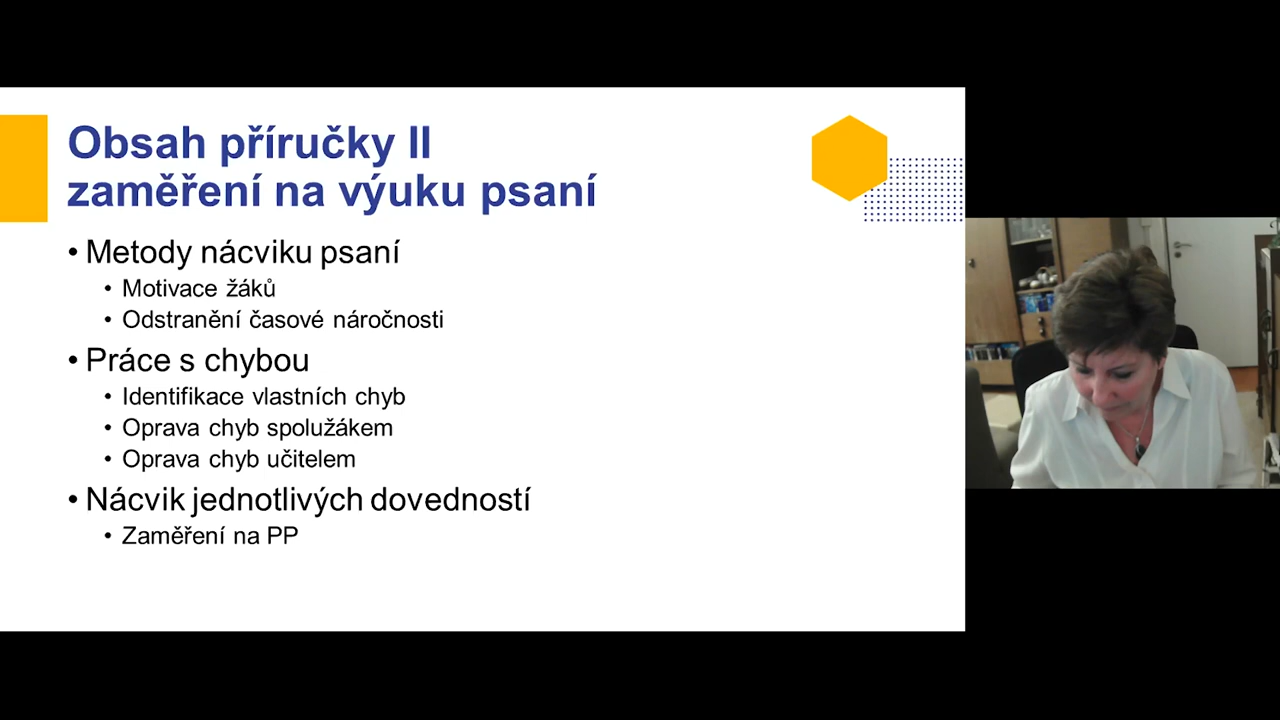 Obsah příručky II
zaměření na výuku psaní
• Metody nácviku psaní
• Motivace žáků
• Odstranění časové náročnosti
• Práce s chybou
• Identifikace vlastních chyb
• Oprava chyb spolužákem
• Oprava chyb učitelem
• Nácvik jednotlivých dovedností
• Zaměření na PP